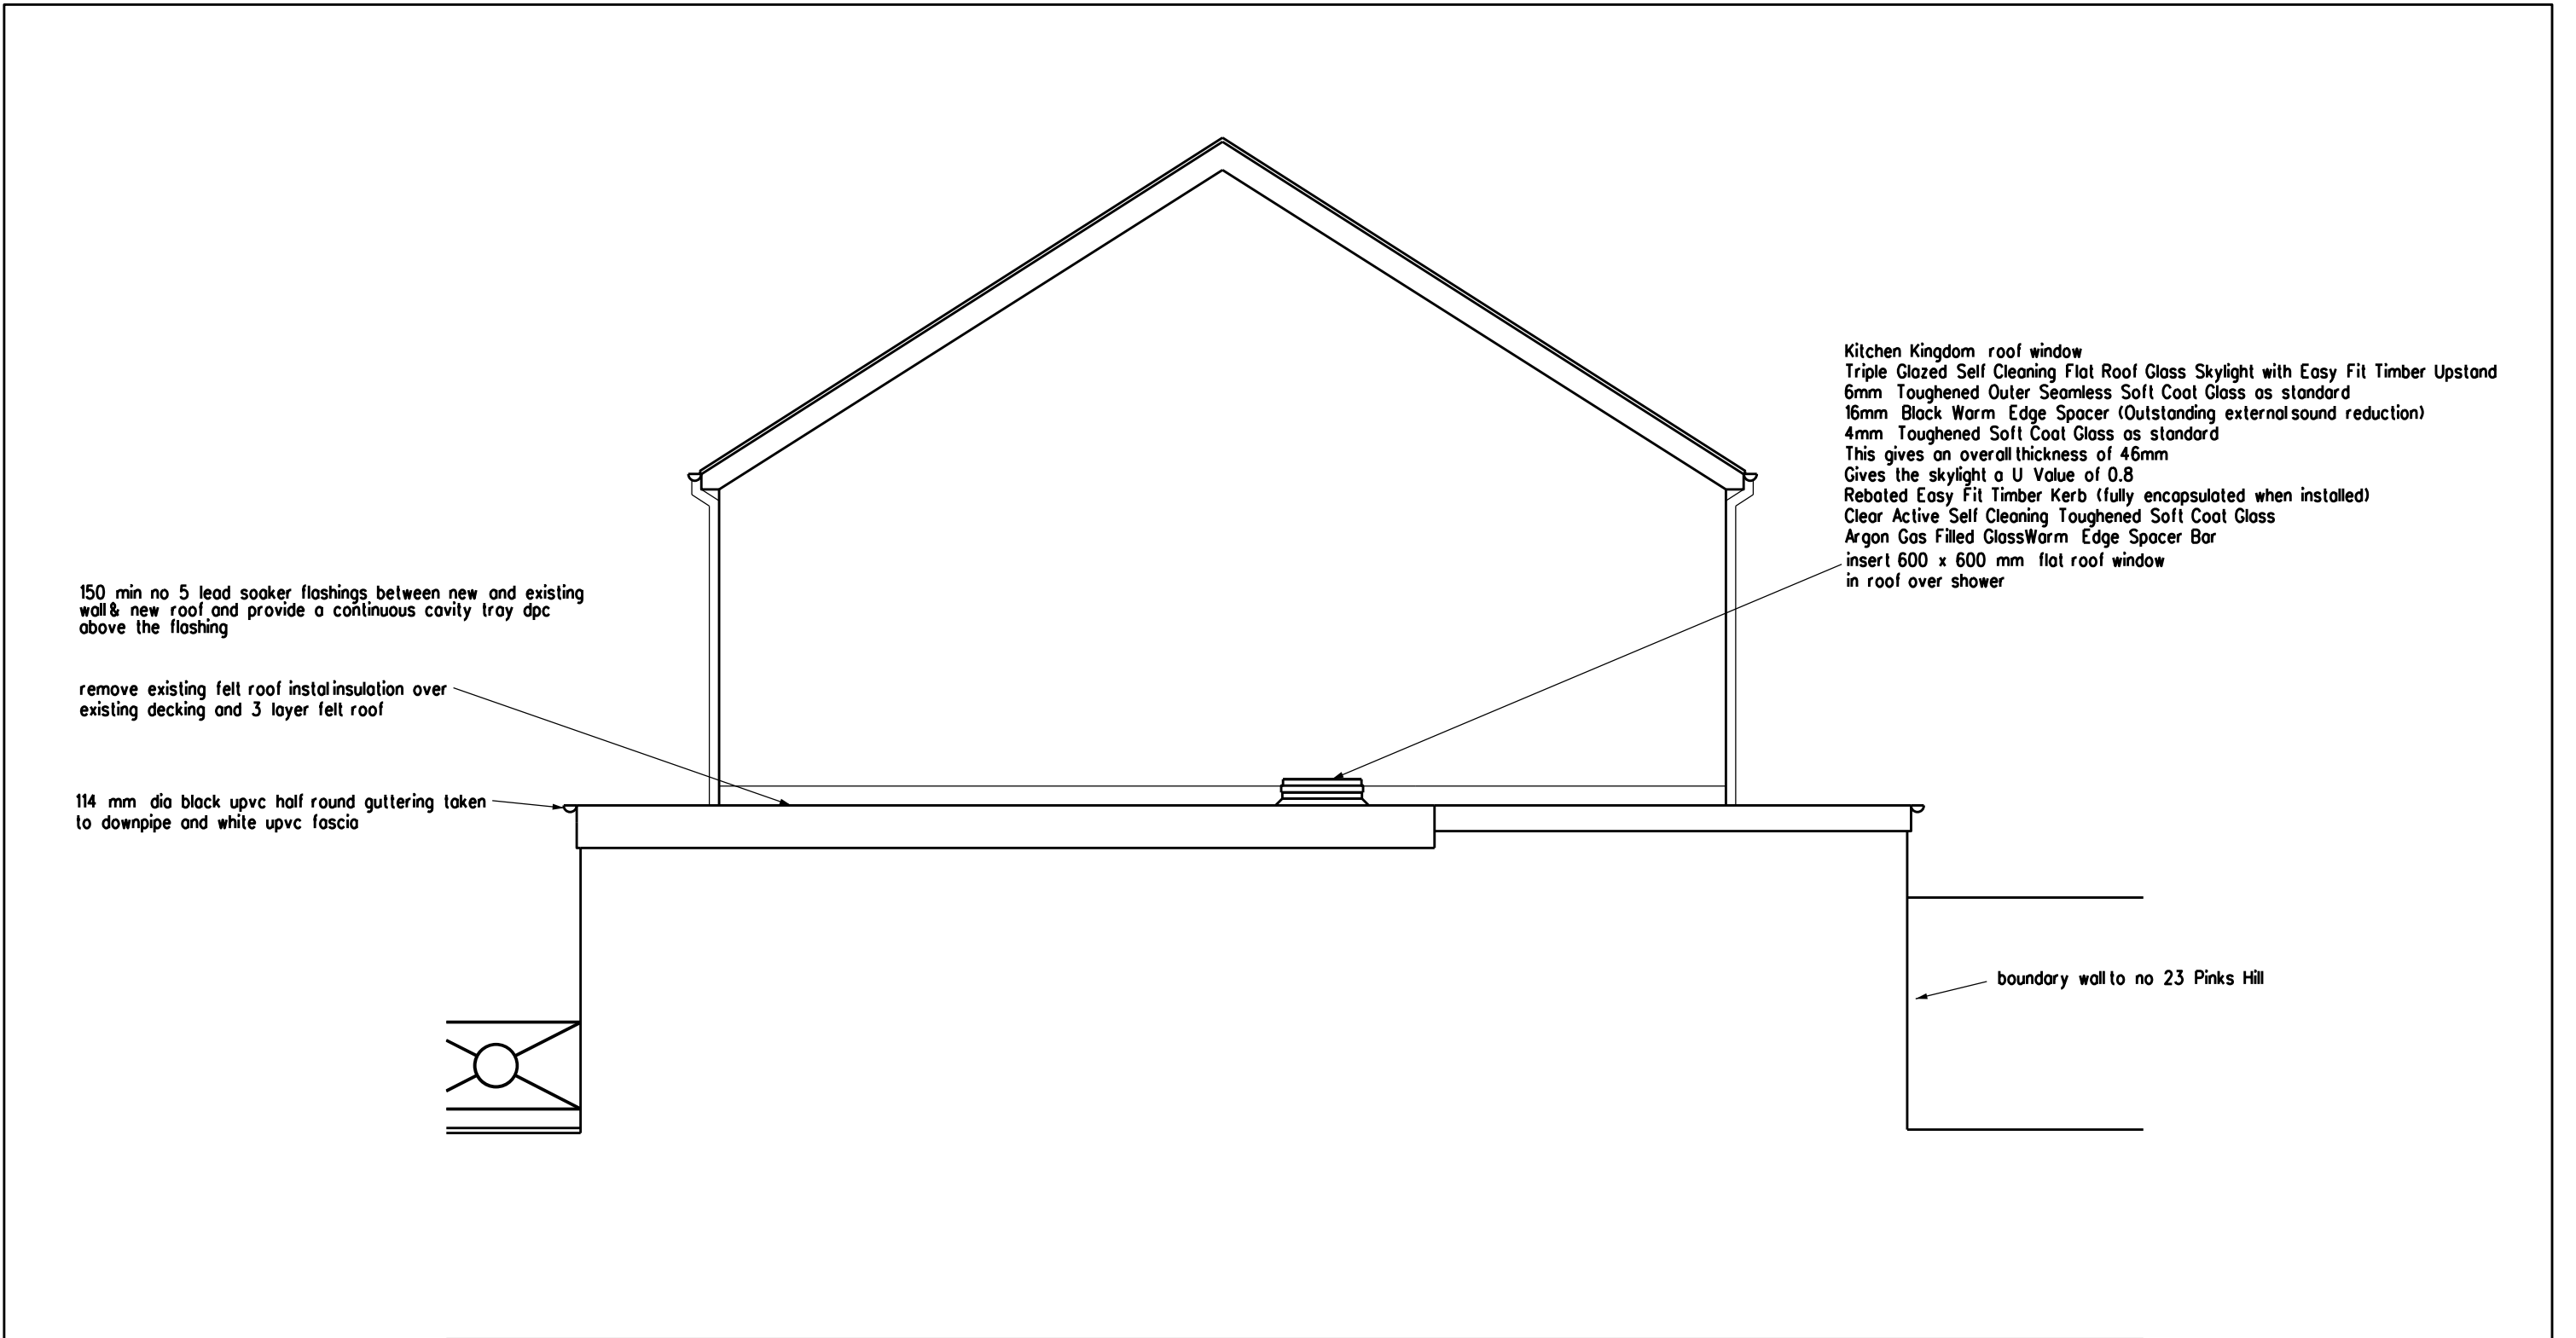 Kitchen Kingdom roof window
Triple Glazed Self Cleaning Flat Roof Glass Skylight with Easy Fit Timber Upstand
6mm Toughened Outer Seamless Soft Coat Glass as standard
16mm Black Warm Edge Spacer (Outstanding external sound reduction)
4mm Toughened Soft Coat Glass as standard
This gives an overall thickness of 46mm
Gives the skylight a U Value of 0.8
Rebated Easy Fit Timber Kerb (fully encapsulated when installed)
Clear Active Self Cleaning Toughened Soft Coat Glass
Argon Gas Filled GlassWarm Edge Spacer Bar
insert 600 x 600 mm flat roof window
in roof over shower
150 min no 5 lead soaker flashings between new and existing
wall & new roof and provide a continuous cavity tray dpc
above the flashing
remove existing felt roof instal insulation over
existing decking and 3 layer felt roof
114 mm dia black upvc half round guttering taken
to downpipe and white upvc fascia
boundary wall to no 23 Pinks Hill